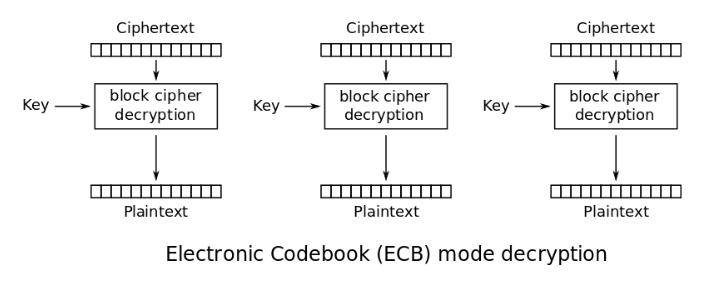 Ciphertext
Ciphertext
Ciphertext
Key
block cipher
decryption
Key
block cipher
decryption
Key
block cipher
decryption
Plaintext
Plaintext
Plaintext
Electronic Codebook (ECB) mode decryption